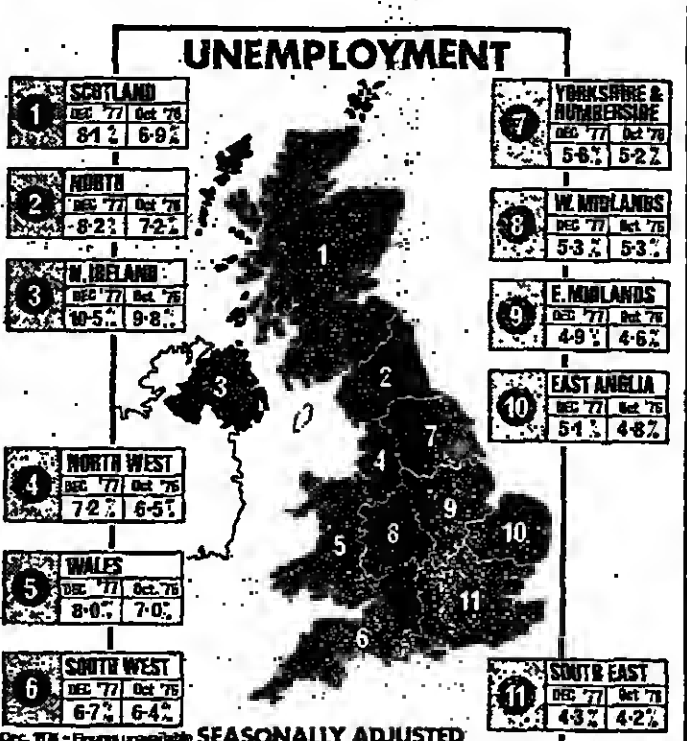 UNEMPLOYMENT
1
SCOTLAND
DEC '77 Oct '76
8·1% 6·9%
2
NORTH
DEC '77 Oct '76
8·2% 7·2%
3
N. IRELAND
DEC '77 Oct '76
10·5% 9·8%
4
NORTH WEST
DEC '77 Oct '76
7·2% 6·5%
5
WALES
DEC '77 Oct. '76
8·0% 7·0%
6
SOUTH WEST
DEC '77 Oct '76
6·7% 6·4%
7
YORKSHIRE &
HUMBERSIDE
DEC '77 Oct '76
5·6% 5·2%
8
W. MIDLANDS
DEC '77 Oct '76
5·3% 5·3%
9
E. MIDLANDS
DEC '77 Oct '76
4·9% 4·6%
10
EAST ANGLIA
DEC '77 Oct '76
5·1% 4·8%
11
SOUTH EAST
DEC '77 Oct '76
4·3% 4·2%
1
2
3
4
7
9
5
8
10
11
6
Dec. '76 - Figures unavailable SEASONALLY ADJUSTED